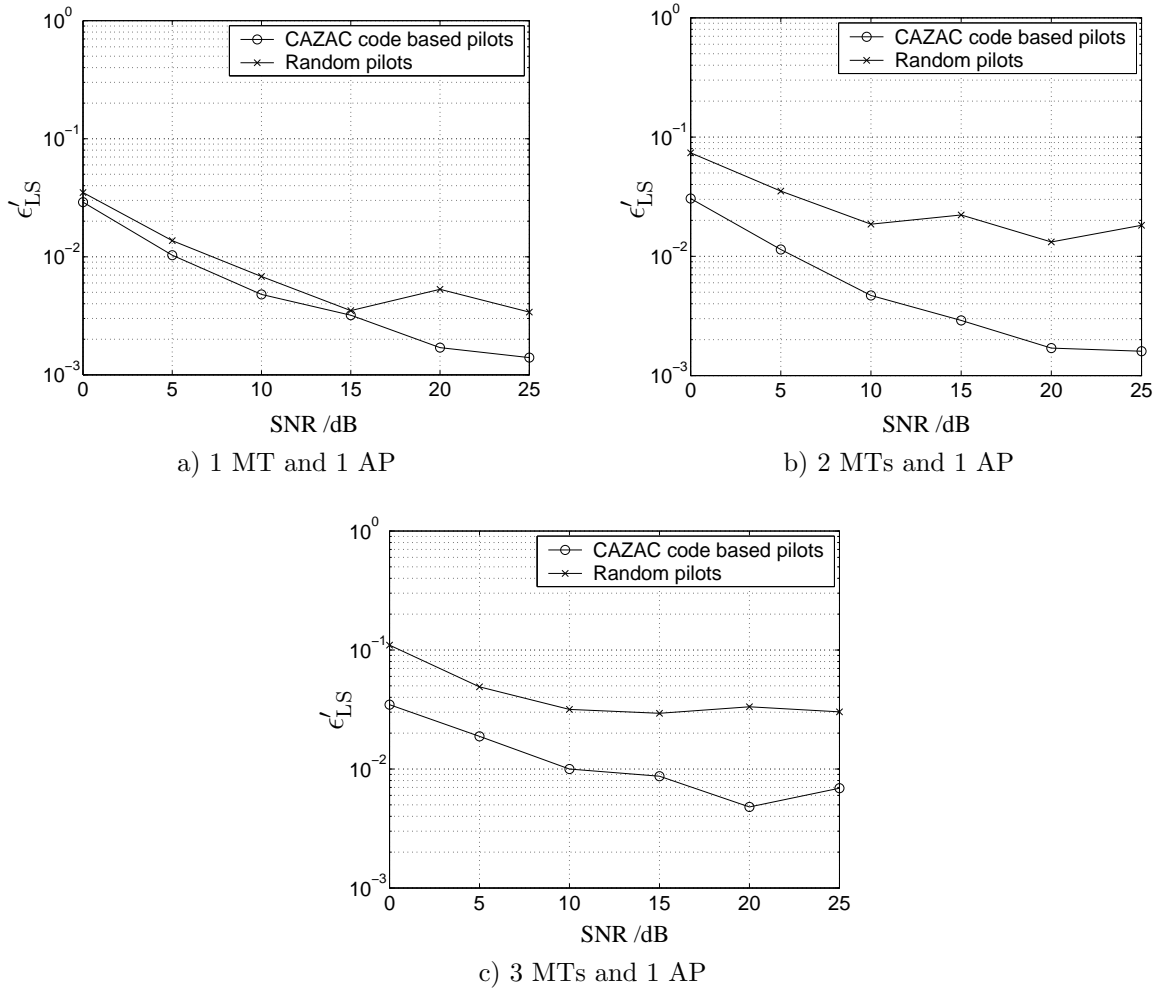 10^0
10^-1
10^-2
10^-3
ϵ′_LS
CAZAC code based pilots
Random pilots
0 5 10 15 20 25
SNR /dB
a) 1 MT and 1 AP
10^0
10^-1
10^-2
10^-3
ϵ′_LS
CAZAC code based pilots
Random pilots
0 5 10 15 20 25
SNR /dB
b) 2 MTs and 1 AP
10^0
10^-1
10^-2
10^-3
ϵ′_LS
CAZAC code based pilots
Random pilots
0 5 10 15 20 25
SNR /dB
c) 3 MTs and 1 AP